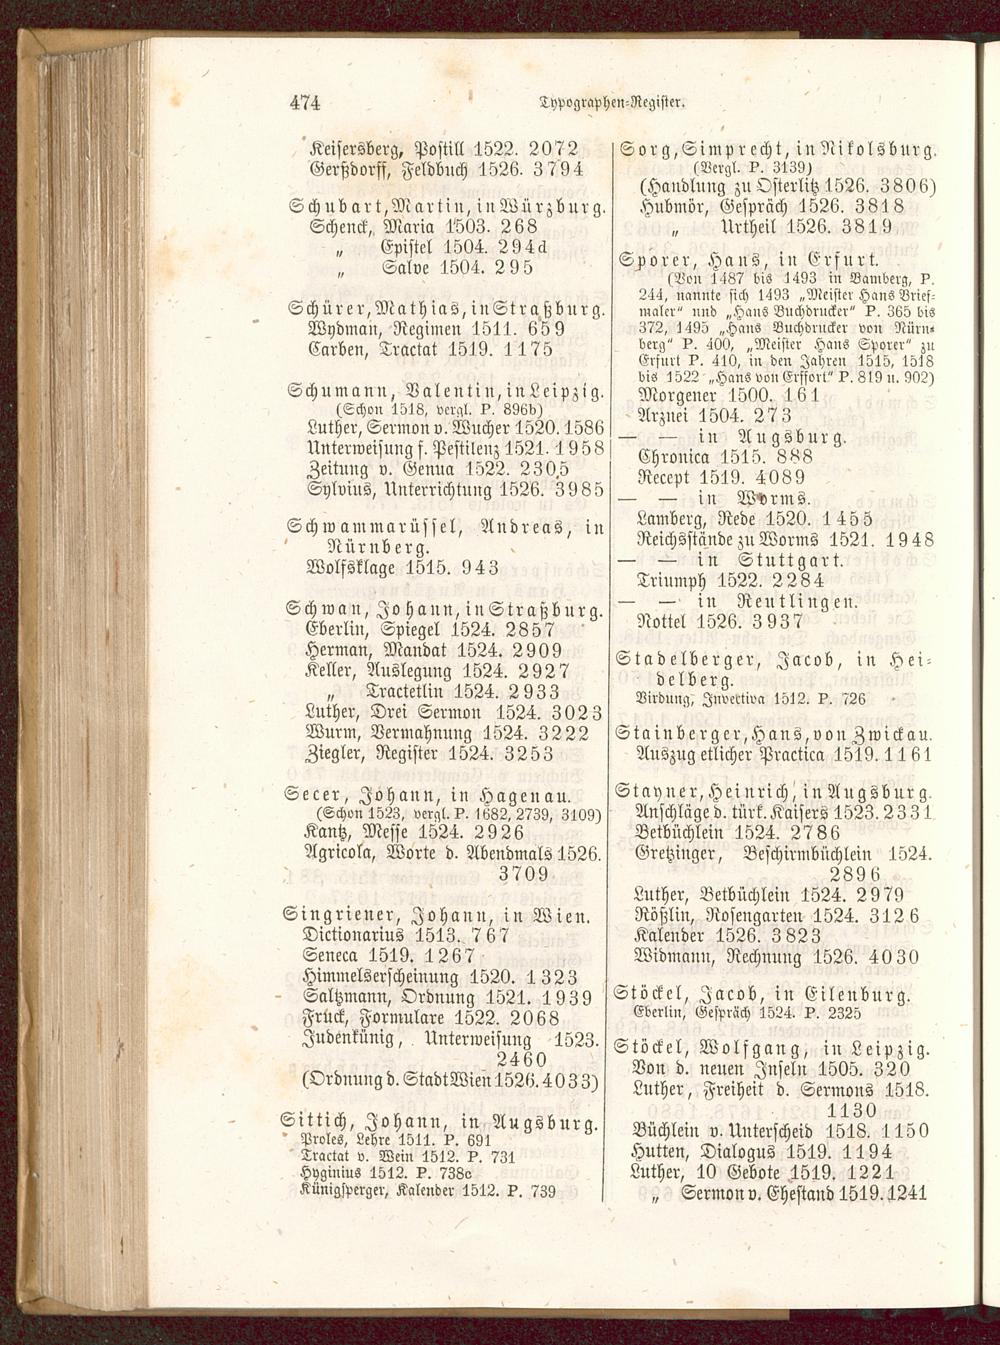 474
Typographen-Register.
Keisersberg, Postill 1522. 2072
Gerßdorff, Feldbuch 1526. 3794
Schubart, Martin, in Würzburg.
Schenck, Maria 1503. 268
„ Epistel 1504. 294d
„ Salve 1504. 295
Schürer, Mathias, in Straßburg.
Wydman, Regimen 1511. 659
Carben, Tractat 1519. 1175
Schumann, Valentin, in Leipzig.
(Schon 1518, vergl. P. 896b)
Luther, Sermon v. Wucher 1520. 1586
Unterweisung f. Pestilenz 1521. 1958
Zeitung v. Genua 1522. 2305
Sylvius, Unterrichtung 1526. 3985
Schwammarüssel, Andreas, in
Nürnberg.
Wolfsklage 1515. 943
Schwan, Johann, in Straßburg.
Eberlin, Spiegel 1524. 2857
Herman, Mandat 1524. 2909
Keller, Auslegung 1524. 2927
„ Tractetlin 1524. 2933
Luther, Drei Sermon 1524. 3023
Wurm, Vermahnung 1524. 3222
Ziegler, Register 1524. 3253
Secer, Johann, in Hagenau.
(Schon 1523, vergl. P. 1682, 2739, 3109)
Kantz, Messe 1524. 2926
Agricola, Worte d. Abendmals 1526.
3709
Singriener, Johann, in Wien.
Dictionarius 1513. 767
Seneca 1519. 1267
Himmelserscheinung 1520. 1323
Saltzmann, Ordnung 1521. 1939
Fruck, Formulare 1522. 2068
Judenkünig, Unterweisung 1523.
2460
(Ordnung d. Stadt Wien 1526. 4033)
Sittich, Johann, in Augsburg.
Proles, Lehre 1511. P. 691
Tractat v. Wein 1512. P. 731
Hyginius 1512. P. 738c
Künigsperger, Kalender 1512. P. 739
Sorg, Simprecht, in Nikolsburg.
(Vergl. P. 3139)
(Handlung zu Osterlitz 1526. 3806)
Hubmör, Gespräch 1526. 3818
„ Urtheil 1526. 3819
Sporer, Hans, in Erfurt.
(Von 1487 bis 1493 in Bamberg, P.
244, nannte sich 1493 „Meister Hans Brief-
maler“ und „Hans Buchdrucker“ P. 365 bis
372, 1495 „Hans Buchdrucker von Nürn-
berg“ P. 400, „Meister Hans Sporer“ zu
Erfurt P. 410, in den Jahren 1515, 1518
bis 1522 „Hans von Erffort“ P. 819 u. 902)
Morgener 1500. 161
Arznei 1504. 273
— — in Augsburg.
Chronica 1515. 888
Recept 1519. 4089
— — in Worms.
Lamberg, Rede 1520. 1455
Reichsstände zu Worms 1521. 1948
— — in Stuttgart.
Triumph 1522. 2284
— — in Reutlingen.
Nottel 1526. 3937
Stadelberger, Jacob, in Hei-
delberg.
Virdung, Invectiva 1512. P. 726
Stainberger, Hans, von Zwickau.
Auszug etlicher Practica 1519. 1161
Stayner, Heinrich, in Augsburg.
Anschläge d. türk. Kaisers 1523. 2331
Betbüchlein 1524. 2786
Gretzinger, Beschirmbüchlein 1524.
2896
Luther, Betbüchlein 1524. 2979
Rößlin, Rosengarten 1524. 3126
Kalender 1526. 3823
Widmann, Rechnung 1526. 4030
Stöckel, Jacob, in Eilenburg.
Eberlin, Gespräch 1524. P. 2325
Stöckel, Wolfgang, in Leipzig.
Von d. neuen Inseln 1505. 320
Luther, Freiheit d. Sermons 1518.
1130
Büchlein v. Unterscheid 1518. 1150
Hutten, Dialogus 1519. 1194
Luther, 10 Gebote 1519. 1221
„ Sermon v. Ehestand 1519. 1241